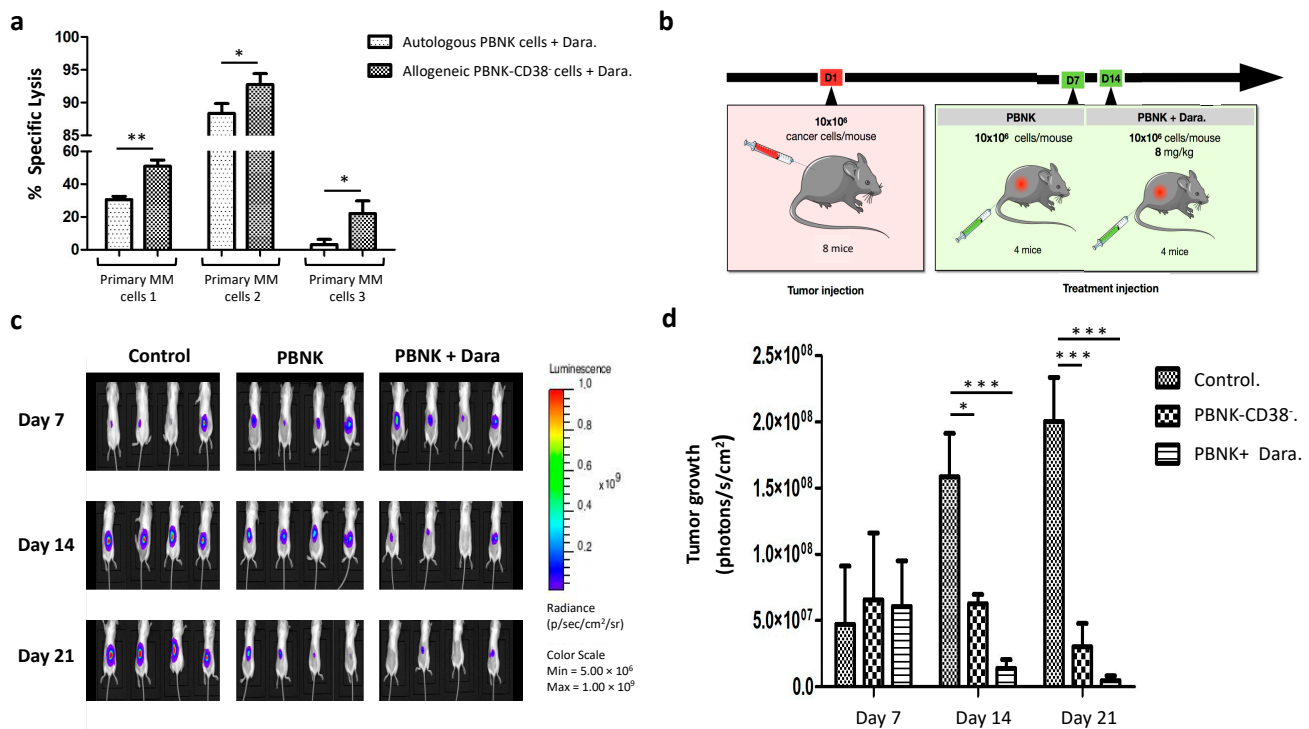 a
% Specific Lysis
100
95
90
85
60
40
20
0
**
*
*
Primary MM
cells 1
Primary MM
cells 2
Primary MM
cells 3
Autologous PBNK cells + Dara.
Allogeneic PBNK-CD38⁻ cells + Dara.
b
D1
D7
D14
10x10⁶
cancer cells/mouse
8 mice
Tumor injection
PBNK
10x10⁶ cells/mouse
4 mice
PBNK + Dara.
10x10⁶ cells/mouse
8 mg/kg
4 mice
Treatment injection
c
Control
PBNK
PBNK + Dara
Day 7
Day 14
Day 21
Luminescence
1,0
0.8
0.6
x10⁹
0.4
0.2
Radiance
(p/sec/cm²/sr)
Color Scale
Min = 5.00 × 10⁶
Max = 1.00 × 10⁹
d
Tumor growth
(photons/s/cm²)
2.5×10⁰⁸
2.0×10⁰⁸
1.5×10⁰⁸
1.0×10⁰⁸
5.0×10⁰⁷
0.0
***
*
***
***
Day 7
Day 14
Day 21
Control.
PBNK-CD38⁻.
PBNK+ Dara.